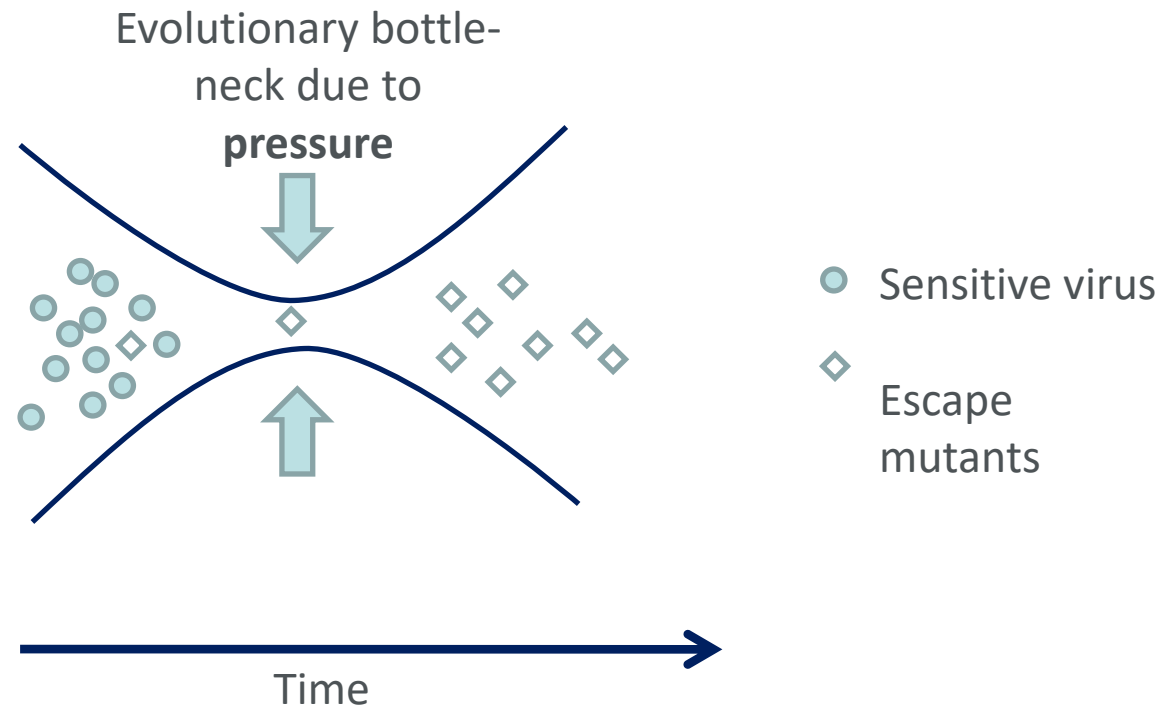 Evolutionary bottle-
neck due to
pressure
Sensitive virus
Escape
mutants
Time